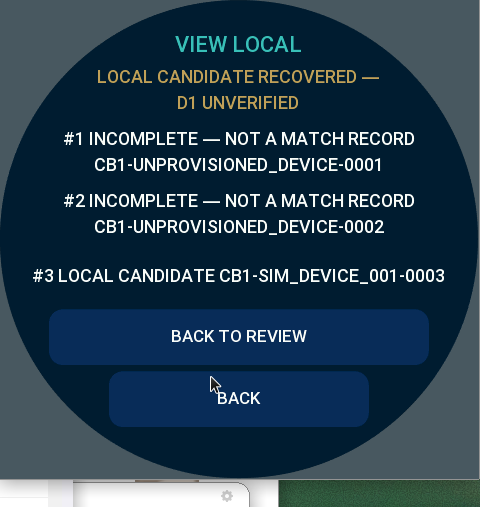 VIEW LOCAL
LOCAL CANDIDATE RECOVERED —
D1 UNVERIFIED
#1 INCOMPLETE — NOT A MATCH RECORD
CB1-UNPROVISIONED_DEVICE-0001
#2 INCOMPLETE — NOT A MATCH RECORD
CB1-UNPROVISIONED_DEVICE-0002
#3 LOCAL CANDIDATE CB1-SIM_DEVICE_001-0003
BACK TO REVIEW
BACK